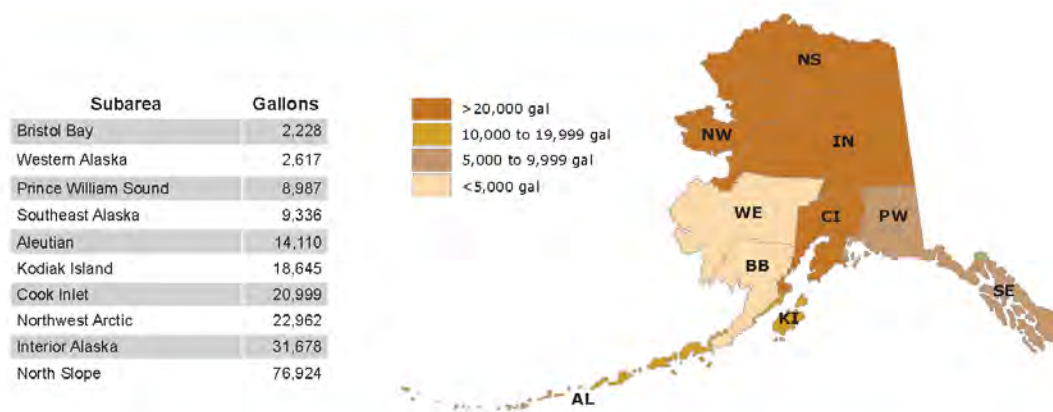 Subarea Gallons
Bristol Bay 2,228
Western Alaska 2,617
Prince William Sound 8,987
Southeast Alaska 9,336
Aleutian 14,110
Kodiak Island 18,645
Cook Inlet 20,999
Northwest Arctic 22,962
Interior Alaska 31,678
North Slope 76,924
>20,000 gal
10,000 to 19,999 gal
5,000 to 9,999 gal
<5,000 gal
NS
NW
IN
WE
CI
PW
BB
SE
KI
AL